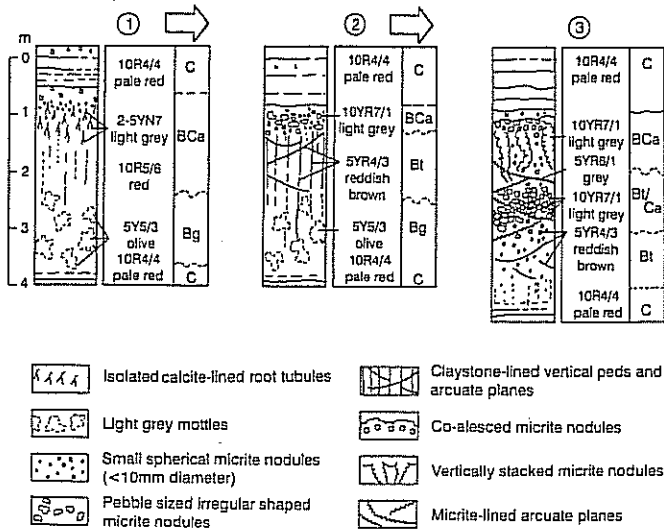 ① ② ③
m
0
1
2
3
4
10R4/4
pale red
C
2-5YN7
light grey
BCa
10R5/6
red
5Y5/3
olive
Bg
10R4/4
pale red
C
10R4/4
pale red
C
10YR7/1
light grey
BCa
5YR4/3
reddish
brown
Bt
5Y5/3
olive
Bg
10R4/4
pale red
C
10R4/4
pale red
C
10YR7/1
light grey
BCa
5YR6/1
grey
10YR7/1
light grey
Bt/
Ca
5YR4/3
reddish
brown
Bt
10R4/4
pale red
C
Isolated calcite-lined root tubules
Light grey mottles
Small spherical micrite nodules
(<10mm diameter)
Pebble sized irregular shaped
micrite nodules
Claystone-lined vertical peds and
arcuate planes
Co-alesced micrite nodules
Vertically stacked micrite nodules
Micrite-lined arcuate planes